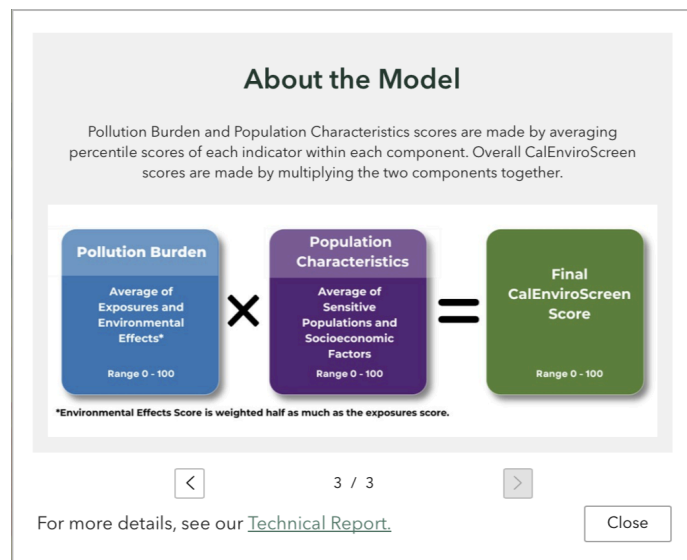 About the Model
Pollution Burden and Population Characteristics scores are made by averaging
percentile scores of each indicator within each component. Overall CalEnviroScreen
scores are made by multiplying the two components together.
Pollution Burden
Average of
Exposures and
Environmental
Effects*
Range 0 - 100
×
Population
Characteristics
Average of
Sensitive
Populations and
Socioeconomic
Factors
Range 0 - 100
=
Final
CalEnviroScreen
Score
Range 0 - 100
*Environmental Effects Score is weighted half as much as the exposures score.
< 3 / 3 >
For more details, see our Technical Report.
Close